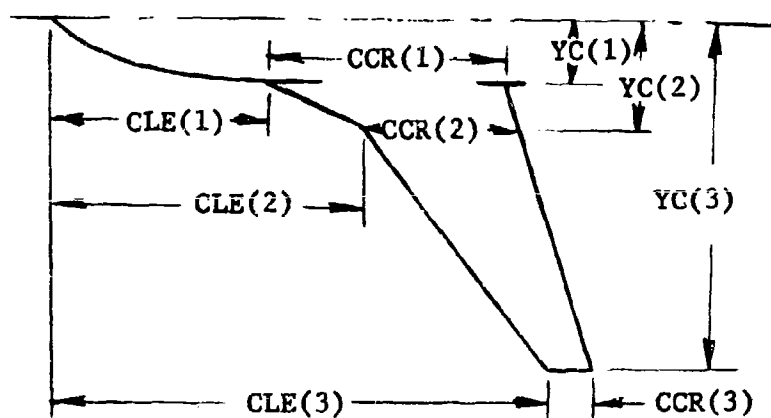 YC(1)
CCR(1)
YC(2)
CLE(1)
CCR(2)
CLE(2)
YC(3)
CLE(3)
CCR(3)